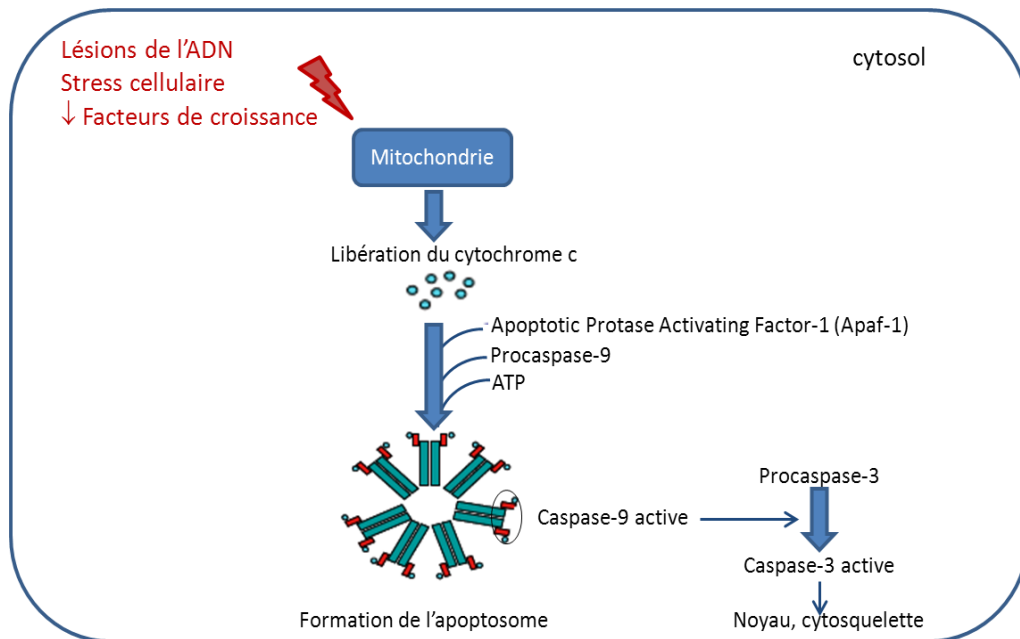 Lésions de l'ADN
Stress cellulaire
↓ Facteurs de croissance
cytosol
Mitochondrie
Libération du cytochrome c
Apoptotic Protase Activating Factor-1 (Apaf-1)
Procaspase-9
ATP
Procaspase-3
Caspase-9 active
Caspase-3 active
Formation de l'apoptosome
Noyau, cytosquelette